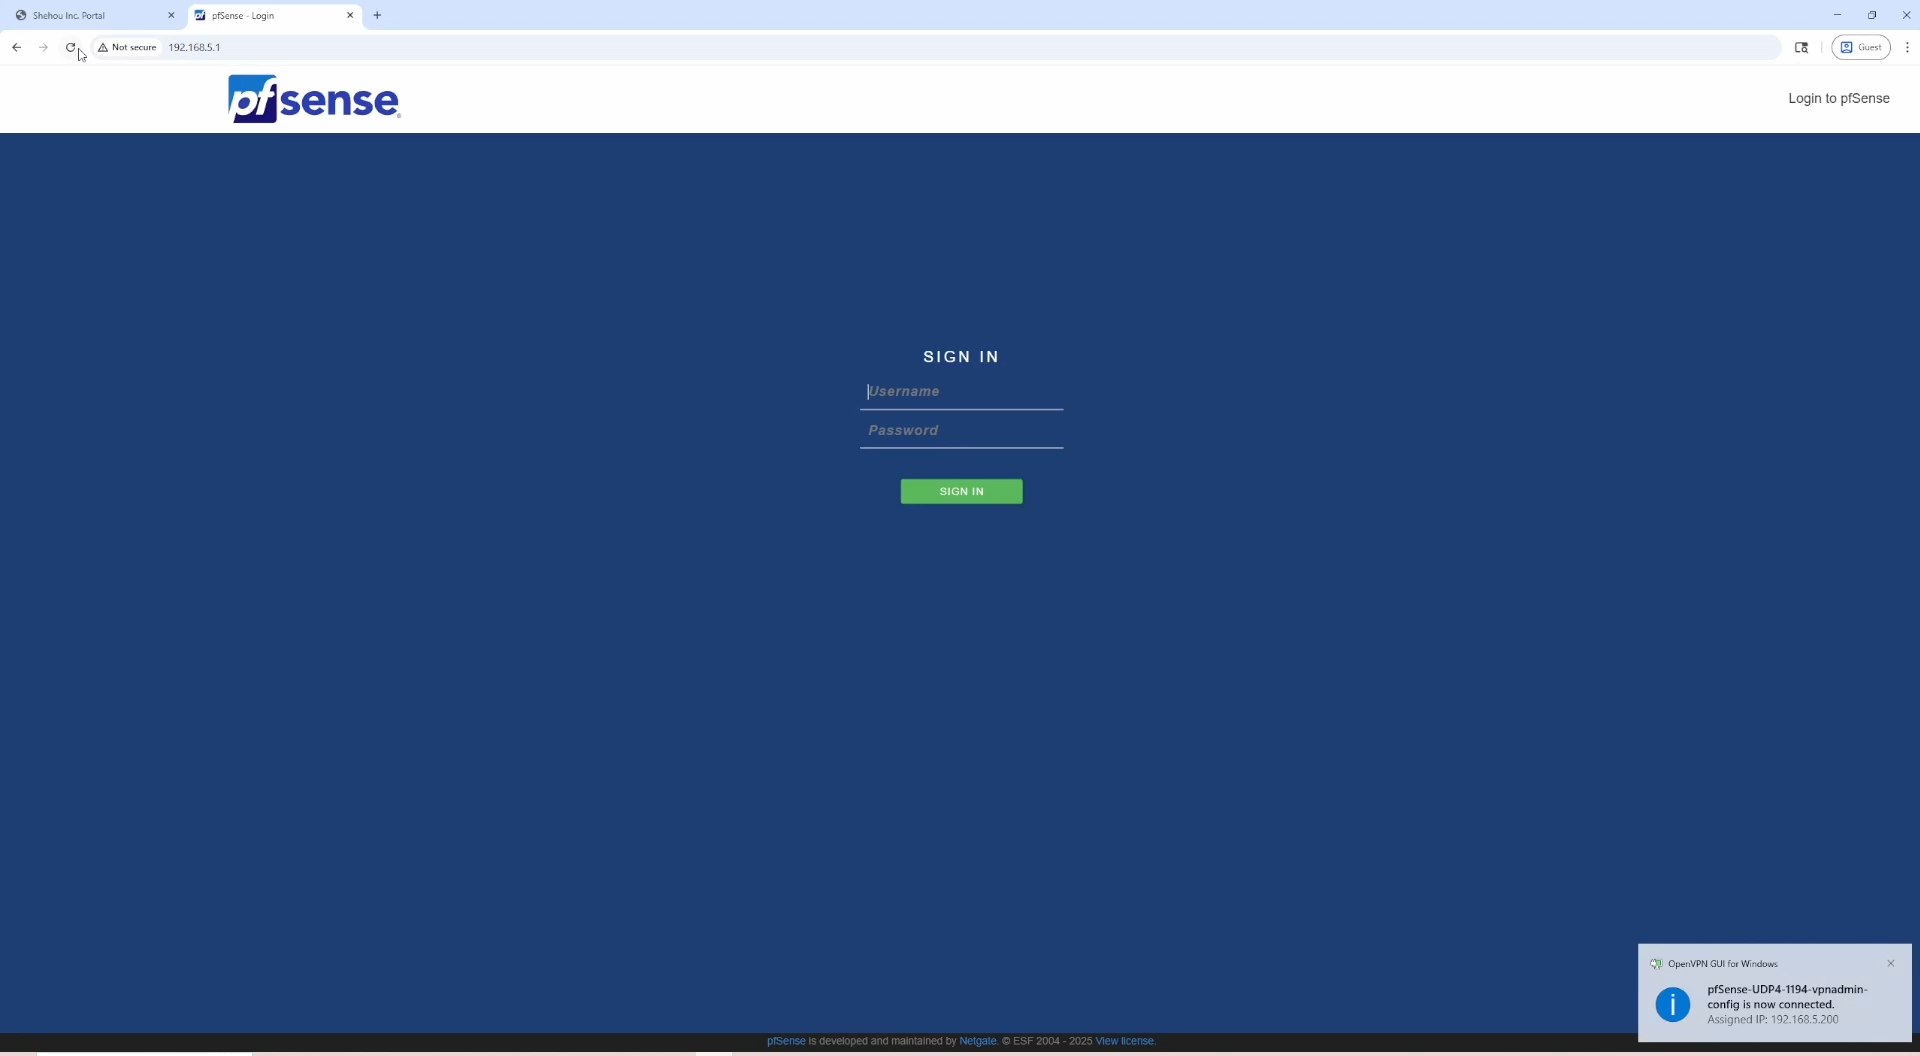 Shehou Inc. Portal
pfSense - Login
Not secure
192.168.5.1
Guest
pfsense
Login to pfSense
SIGN IN
Username
Password
SIGN IN
OpenVPN GUI for Windows
pfSense-UDP4-1194-vpnadmin-
config is now connected.
Assigned IP: 192.168.5.200
pfSense is developed and maintained by Netgate. © ESF 2004 - 2025 View license.